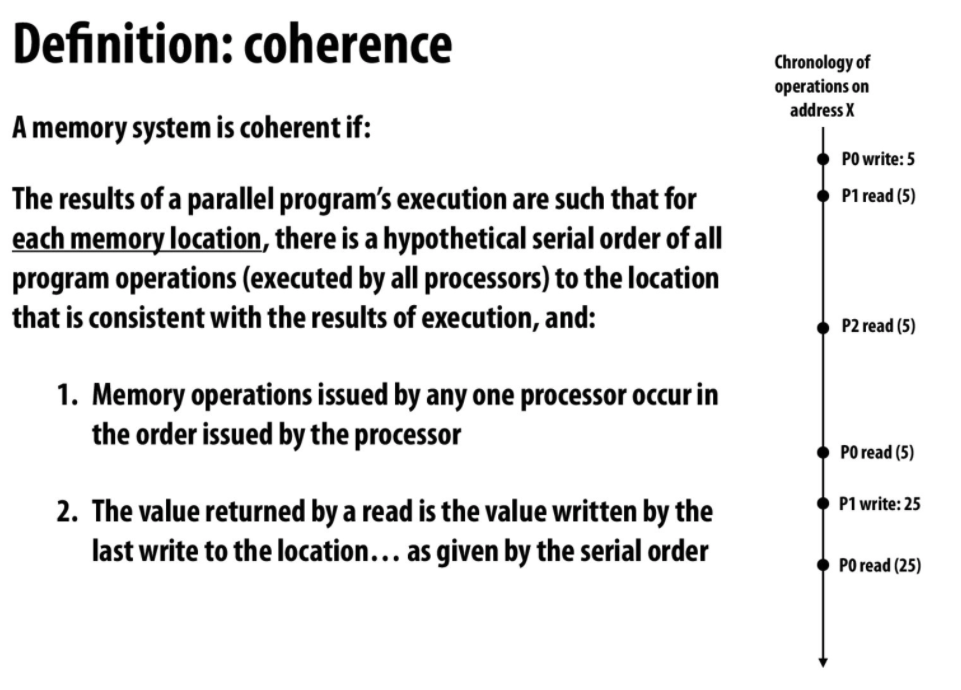 Definition: coherence
A memory system is coherent if:
The results of a parallel program’s execution are such that for
each memory location, there is a hypothetical serial order of all
program operations (executed by all processors) to the location
that is consistent with the results of execution, and:
1. Memory operations issued by any one processor occur in
the order issued by the processor
2. The value returned by a read is the value written by the
last write to the location… as given by the serial order
Chronology of
operations on
address X
P0 write: 5
P1 read (5)
P2 read (5)
P0 read (5)
P1 write: 25
P0 read (25)